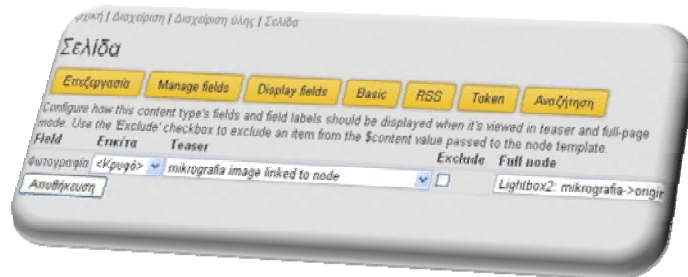 Αρχική | Διαχείριση | Διαχείριση ύλης | Σελίδα
Σελίδα
Επεξεργασία Manage fields Display fields Basic RSS Token Αναζήτηση
Configure how this content type's fields and field labels should be displayed when it's viewed in teaser and full-page
mode. Use the 'Exclude' checkbox to exclude an item from the $content value passed to the node template.
Field Ετικέτα Teaser Exclude Full node
Φωτογραφία <Κρυφό> mikrografia image linked to node Lightbox2: mikrografia->origin
Αποθήκευση